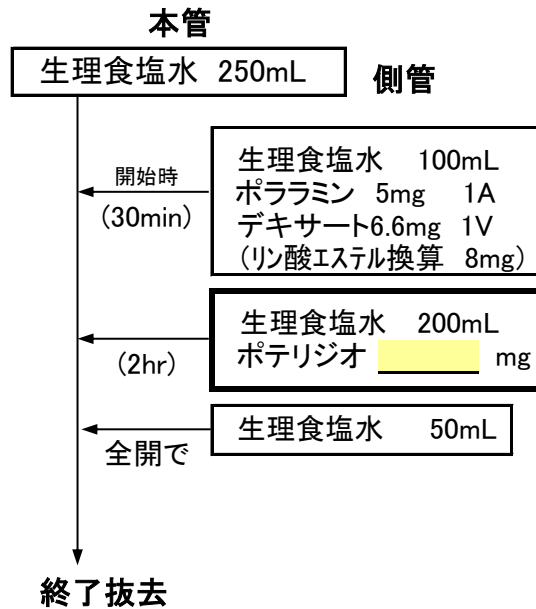 本管
生理食塩水 250mL
側管
開始時
(30min)
生理食塩水 100mL
ポララミン 5mg 1A
デキサート6.6mg 1V
(リン酸エステル換算 8mg)
(2hr)
生理食塩水 200mL
ポテリジオ mg
全開で
生理食塩水 50mL
終了抜去